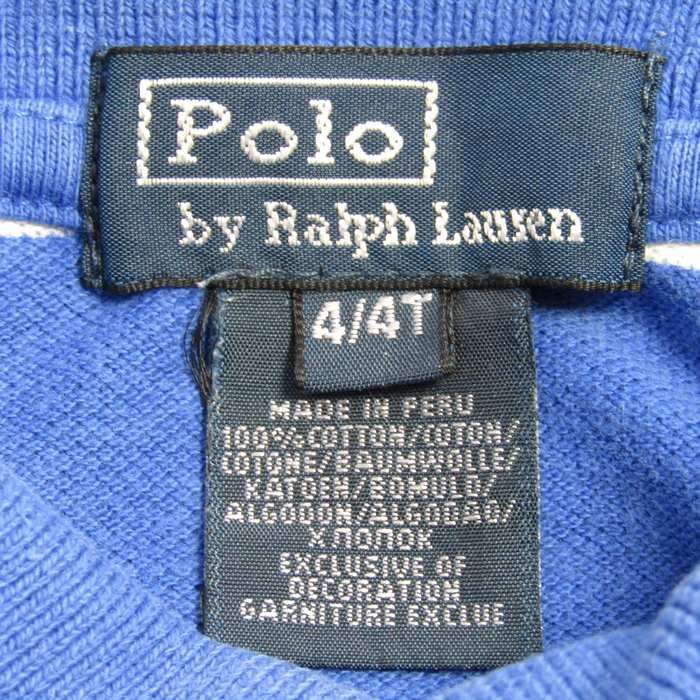 Polo
by Ralph Lauren
4/4T
MADE IN PERU
100%COTTON/COTON/
COTONE/BAUMWOLLE/
KATOEN/BOMULD/
ALGODON/ALGODAO/
ХЛОПОК
EXCLUSIVE OF
DECORATION
GARNITURE EXCLUE